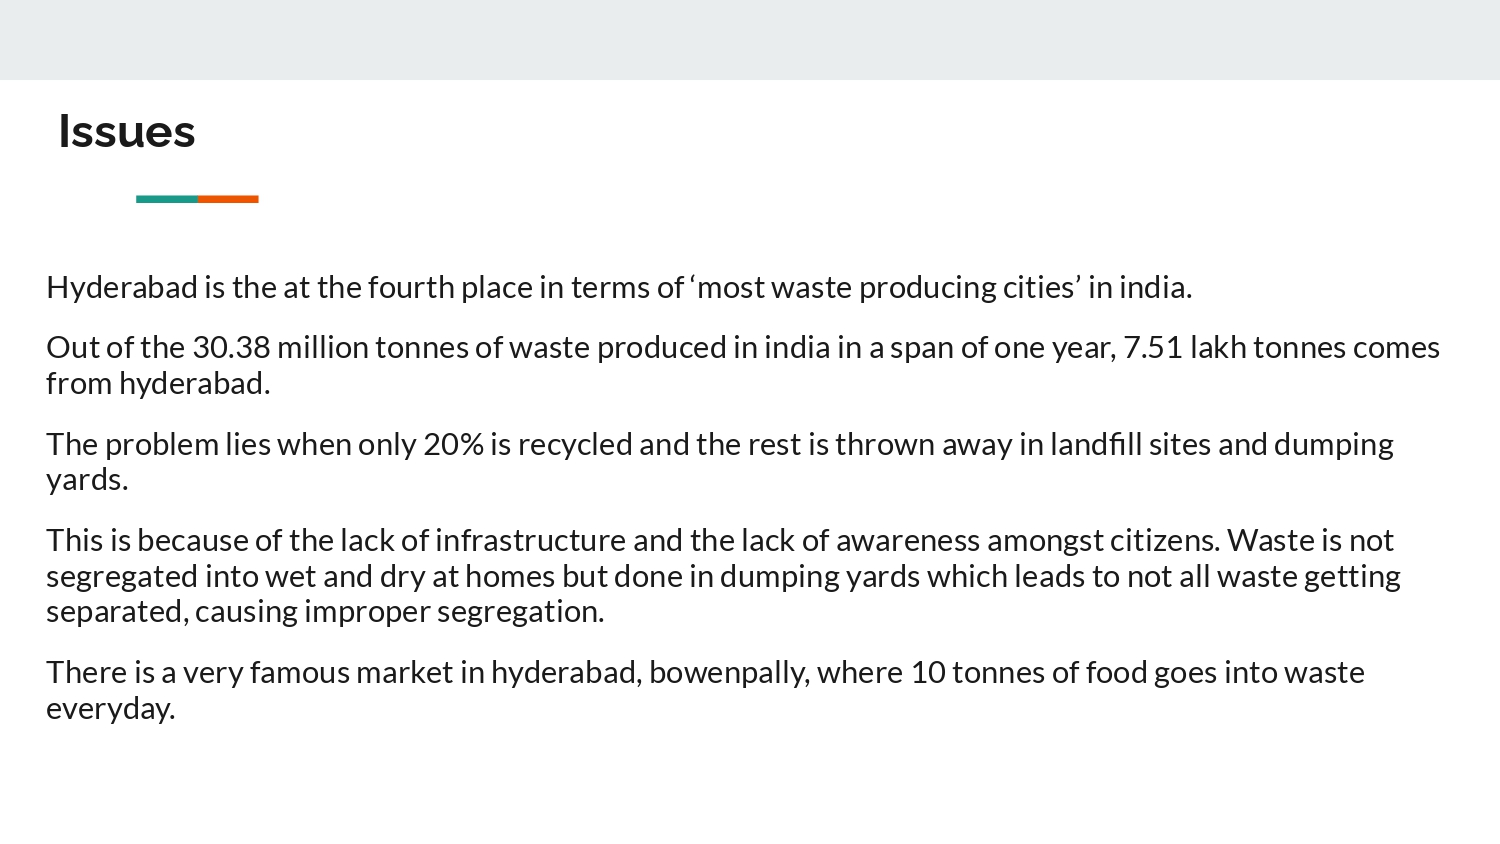 Issues
Hyderabad is the at the fourth place in terms of ‘most waste producing cities’ in india.
Out of the 30.38 million tonnes of waste produced in india in a span of one year, 7.51 lakh tonnes comes
from hyderabad.
The problem lies when only 20% is recycled and the rest is thrown away in landfill sites and dumping
yards.
This is because of the lack of infrastructure and the lack of awareness amongst citizens. Waste is not
segregated into wet and dry at homes but done in dumping yards which leads to not all waste getting
separated, causing improper segregation.
There is a very famous market in hyderabad, bowenpally, where 10 tonnes of food goes into waste
everyday.